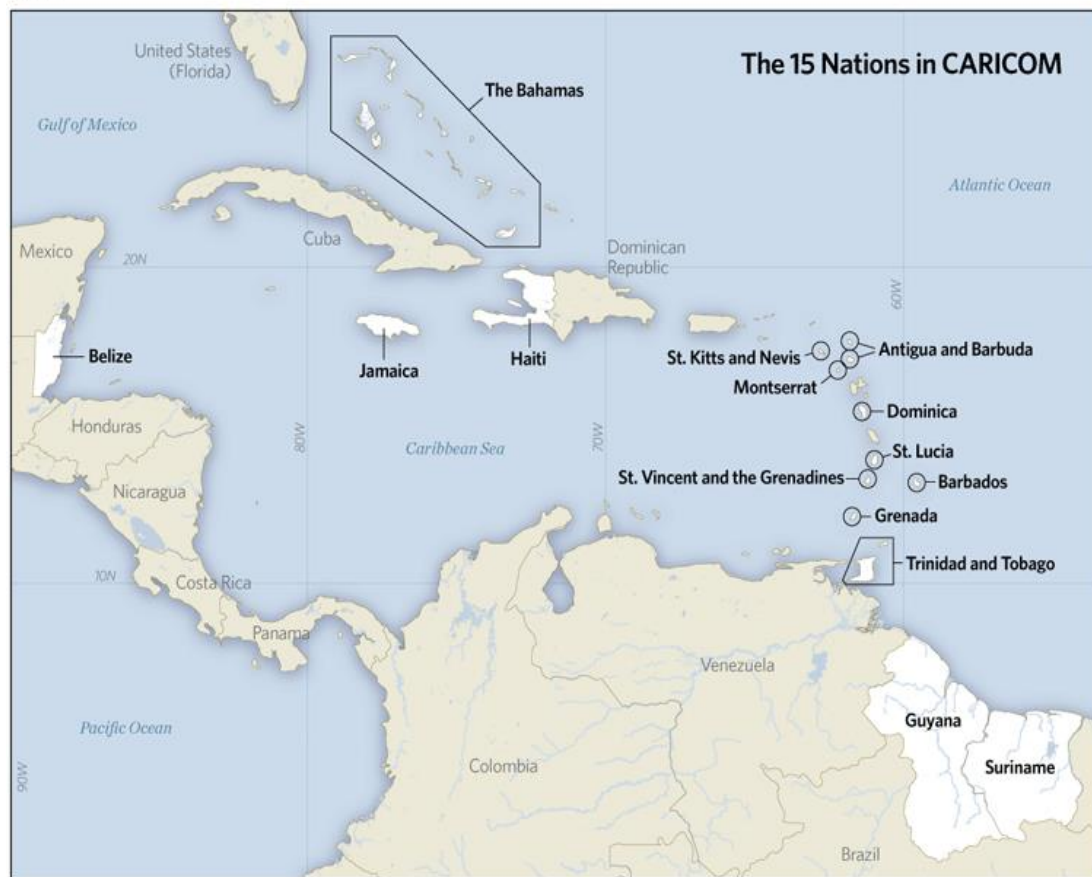 The 15 Nations in CARICOM
United States
(Florida)
The Bahamas
Gulf of Mexico
Atlantic Ocean
Cuba
Mexico
20N
Dominican
Republic
60W
Belize
Jamaica
Haiti
St. Kitts and Nevis
Antigua and Barbuda
Montserrat
Dominica
Honduras
80W
Caribbean Sea
70W
St. Lucia
St. Vincent and the Grenadines
Barbados
Nicaragua
Grenada
Trinidad and Tobago
10N
Costa Rica
Panama
Venezuela
Pacific Ocean
Guyana
90W
Colombia
Suriname
Brazil